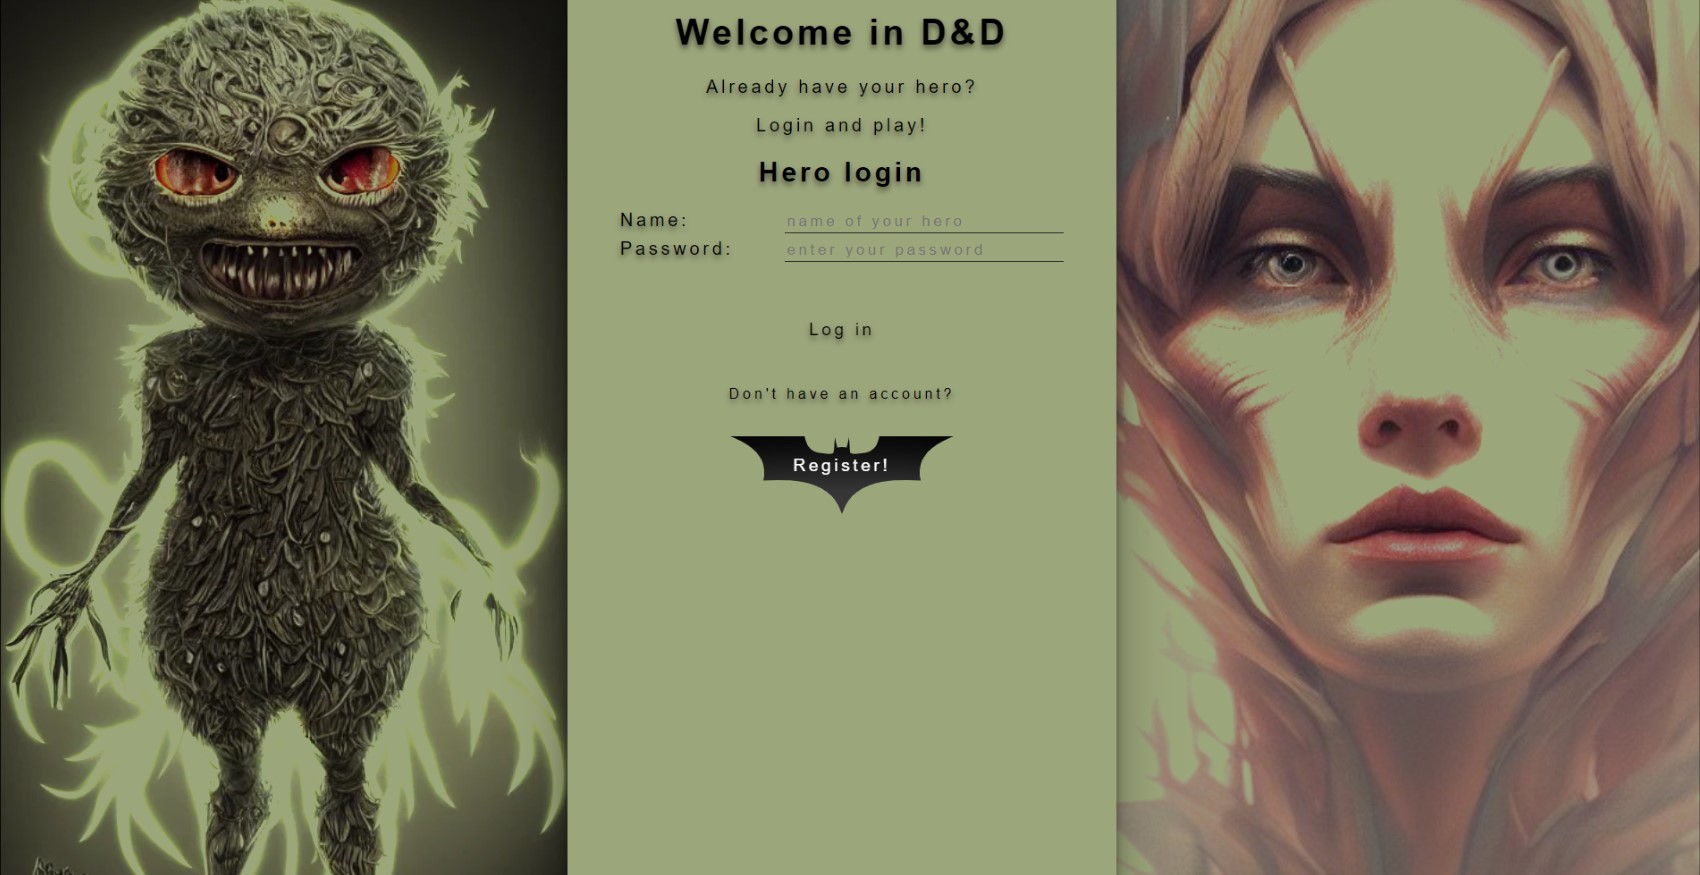 Welcome in D&D
Already have your hero?
Login and play!
Hero login
Name: name of your hero
Password: enter your password
Log in
Don't have an account?
Register!